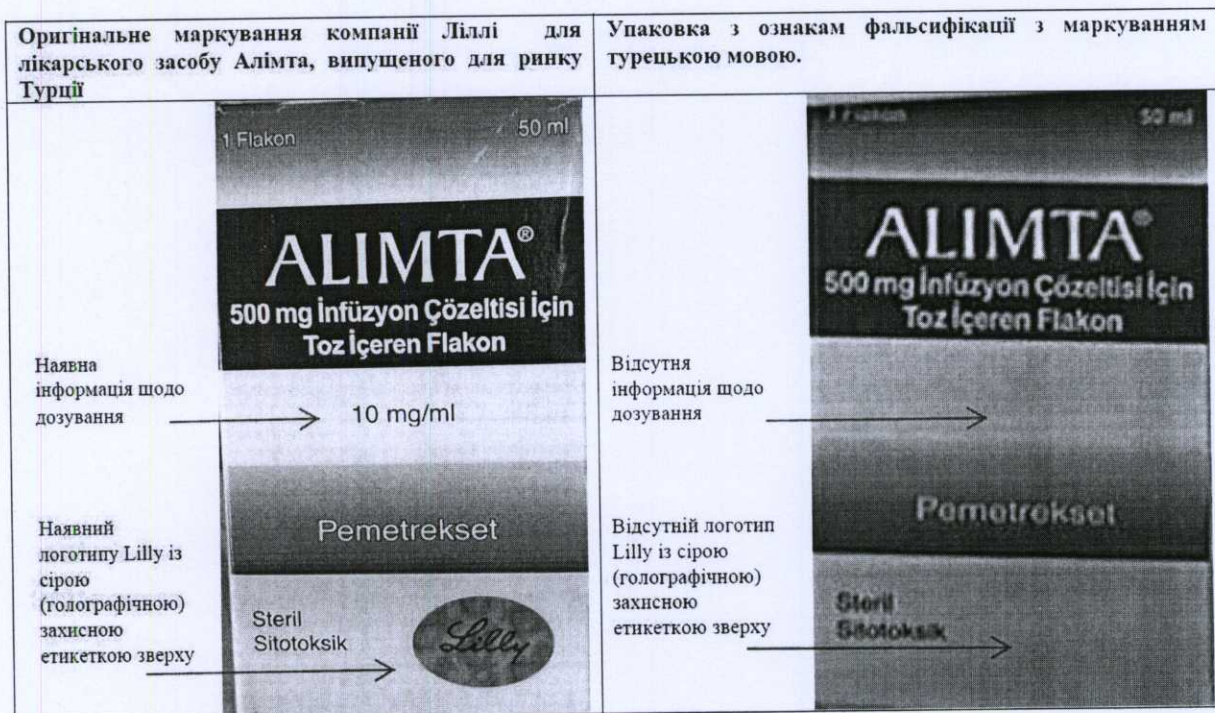 Оригінальне маркування компанії Ліллі для
лікарського засобу Алімта, випущеного для ринку
Турції
Упаковка з ознакам фальсифікації з маркуванням
турецькою мовою.
1 Flakon 50 ml
ALIMTA®
500 mg İnfüzyon Çözeltisi İçin
Toz İçeren Flakon
Наявна
інформація щодо
дозування
10 mg/ml
Pemetrekset
Наявний
логотипу Lilly із
сірою
(голографічною)
захисною
етикеткою зверху
Steril
Sitotoksik
Lilly
1 Flakon 50 ml
ALIMTA®
500 mg İnfüzyon Çözeltisi İçin
Toz İçeren Flakon
Відсутня
інформація щодо
дозування
Pemetrekset
Відсутній логотип
Lilly із сірою
(голографічною)
захисною
етикеткою зверху
Steril
Sitotoksik